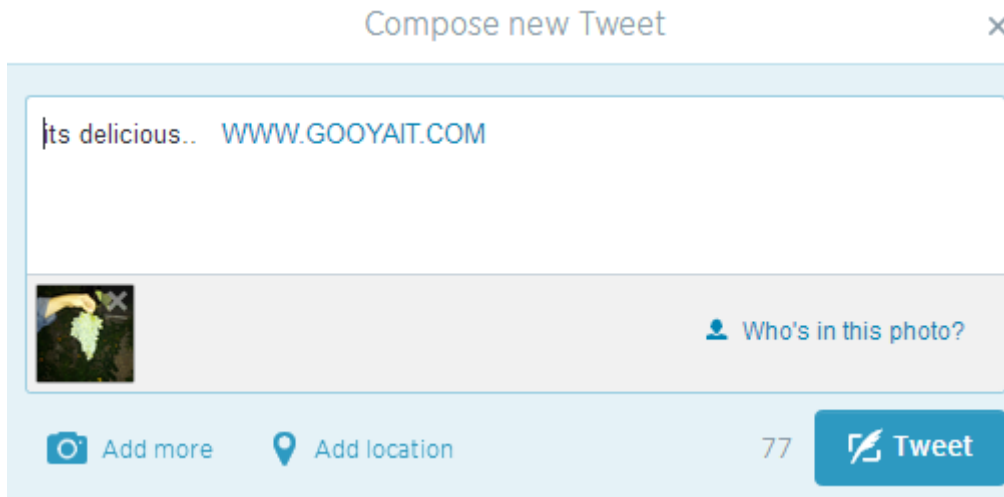 Compose new Tweet
its delicious.. WWW.GOOYAIT.COM
Who's in this photo?
Add more Add location 77 Tweet